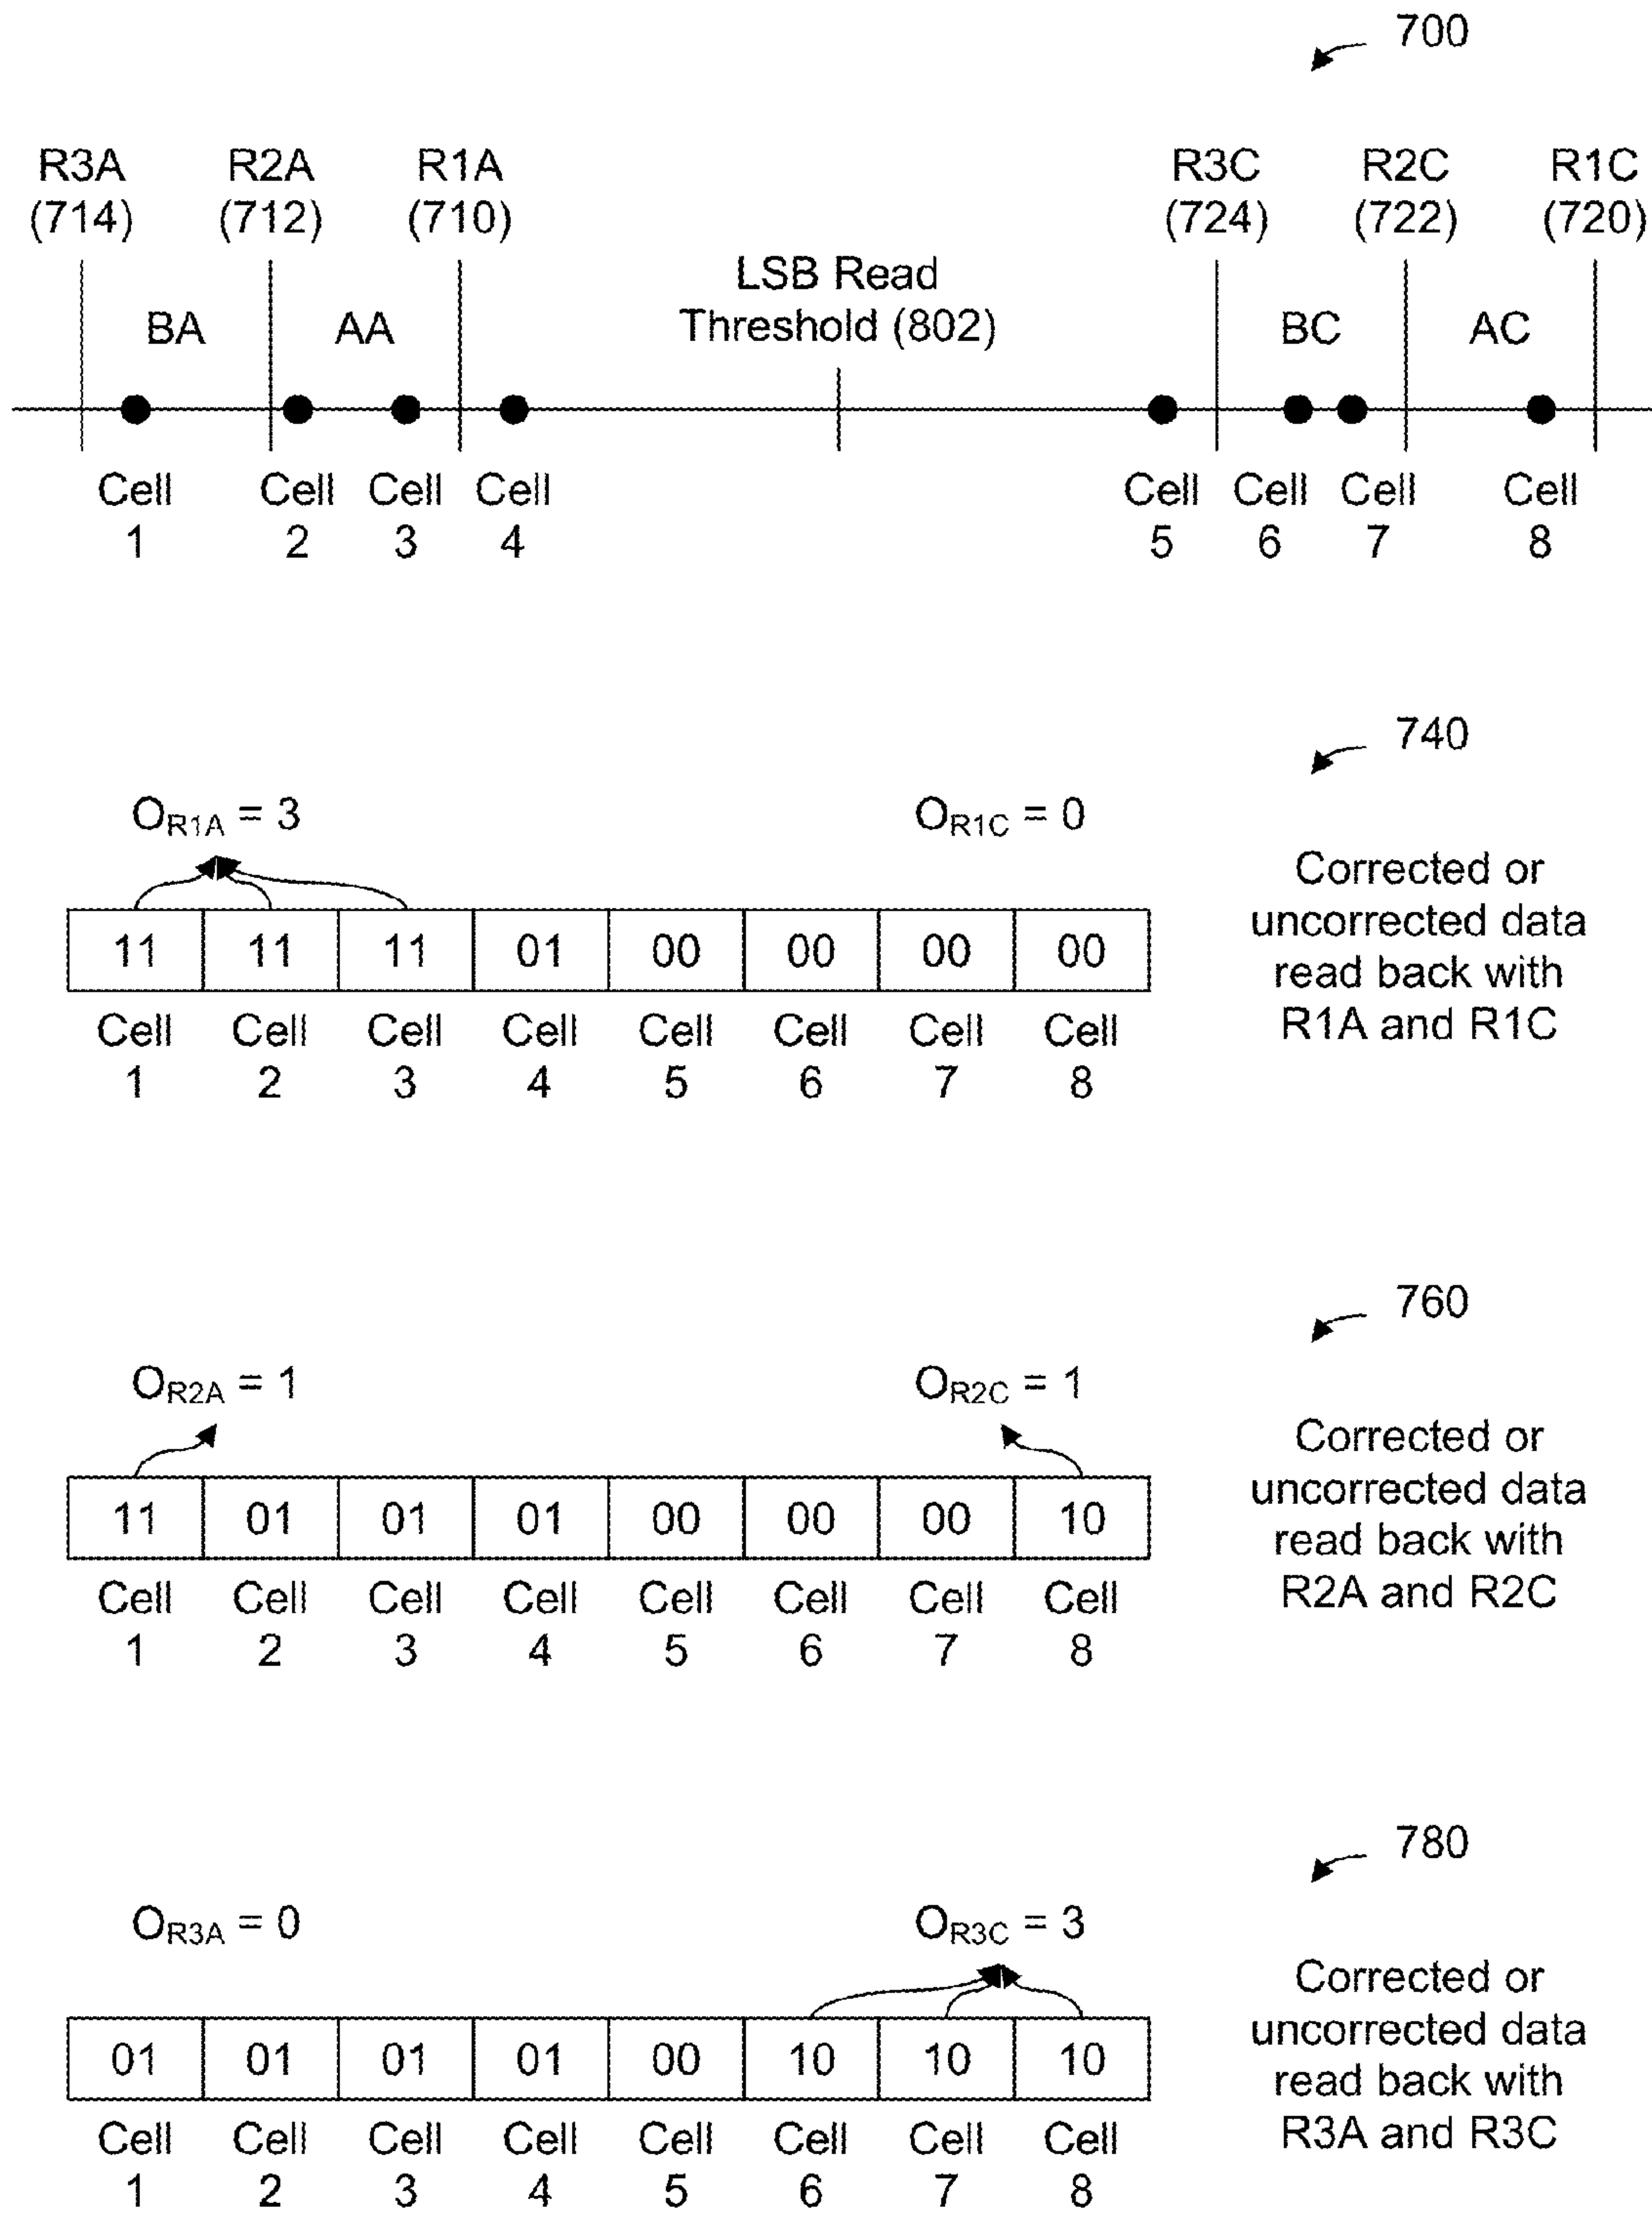 700
R3A R2A R1A R3C R2C R1C
(714) (712) (710) (724) (722) (720)
LSB Read
Threshold (802)
BA AA BC AC
Cell Cell Cell Cell Cell Cell Cell Cell
1 2 3 4 5 6 7 8
740
OR1A = 3 OR1C = 0
Corrected or
uncorrected data
read back with
R1A and R1C
11 11 11 01 00 00 00 00
Cell Cell Cell Cell Cell Cell Cell Cell
1 2 3 4 5 6 7 8
760
OR2A = 1 OR2C = 1
Corrected or
uncorrected data
read back with
R2A and R2C
11 01 01 01 00 00 00 10
Cell Cell Cell Cell Cell Cell Cell Cell
1 2 3 4 5 6 7 8
780
OR3A = 0 OR3C = 3
Corrected or
uncorrected data
read back with
R3A and R3C
01 01 01 01 00 10 10 10
Cell Cell Cell Cell Cell Cell Cell Cell
1 2 3 4 5 6 7 8